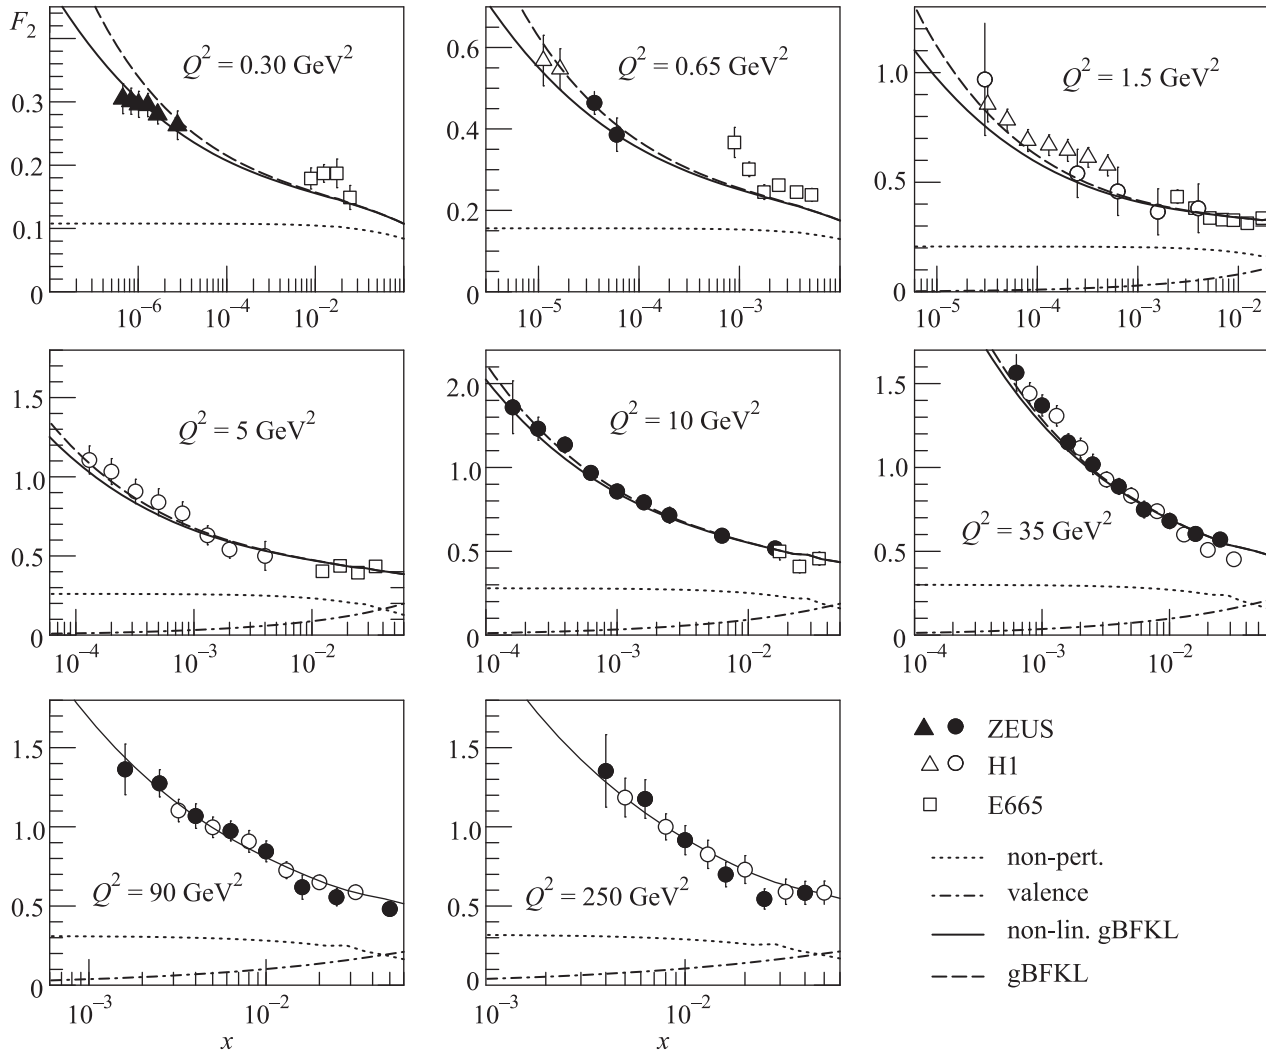 F₂
Q² = 0.30 GeV²
0.3
0.2
0.1
0
10⁻⁶ 10⁻⁴ 10⁻²
Q² = 0.65 GeV²
0.6
0.4
0.2
0
10⁻⁵ 10⁻⁴ 10⁻³
Q² = 1.5 GeV²
1.0
0.5
0
10⁻⁵ 10⁻⁴ 10⁻³ 10⁻²
Q² = 5 GeV²
1.5
1.0
0.5
0
10⁻⁴ 10⁻³ 10⁻²
Q² = 10 GeV²
2.0
1.0
0.5
0
10⁻⁴ 10⁻³ 10⁻²
Q² = 35 GeV²
1.5
1.0
0.5
0
10⁻⁴ 10⁻³ 10⁻²
Q² = 90 GeV²
1.5
1.0
0.5
0
10⁻³ 10⁻²
x
Q² = 250 GeV²
1.5
1.0
0.5
0
10⁻³ 10⁻²
x
ZEUS
H1
E665
non-pert.
valence
non-lin. gBFKL
gBFKL